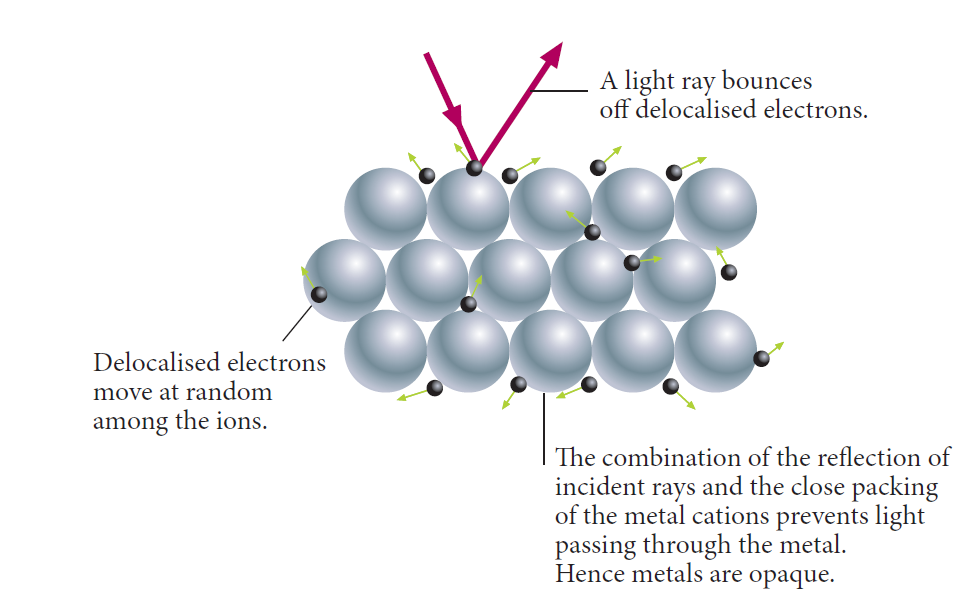 A light ray bounces
off delocalised electrons.
Delocalised electrons
move at random
among the ions.
The combination of the reflection of
incident rays and the close packing
of the metal cations prevents light
passing through the metal.
Hence metals are opaque.